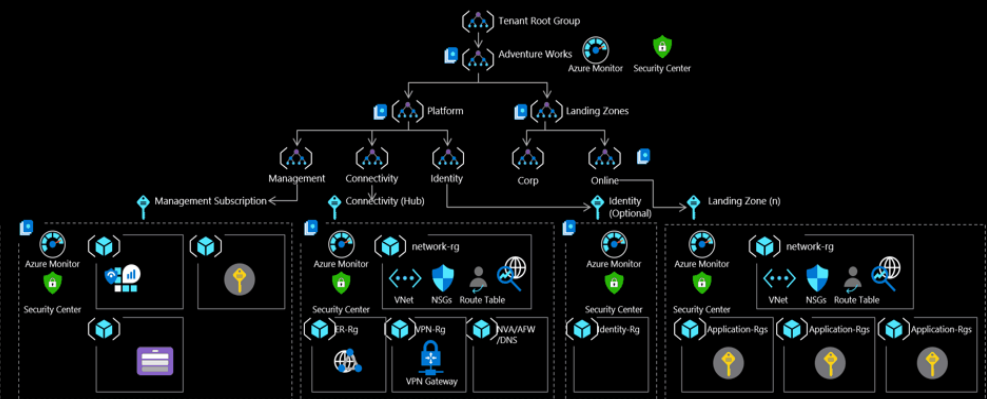 Tenant Root Group
Adventure Works
Azure Monitor
Security Center
Platform
Landing Zones
Management
Connectivity
Identity
Corp
Online
Management Subscription
Connectivity (Hub)
Identity
(Optional)
Landing Zone (n)
Azure Monitor
Security Center
Azure Monitor
Security Center
network-rg
VNet
NSGs
Route Table
ER-Rg
VPN-Rg
VPN Gateway
NVA/AFW
/DNS
Azure Monitor
Security Center
Identity-Rg
Azure Monitor
Security Center
network-rg
VNet
NSGs
Route Table
Application-Rgs
Application-Rgs
Application-Rgs